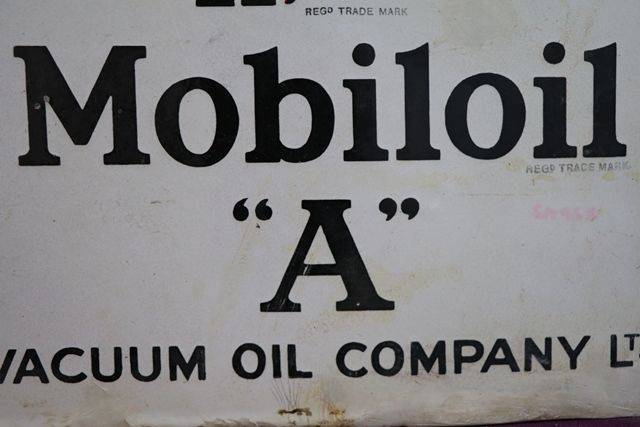 REGD TRADE MARK
Mobiloil
REGD TRADE MARK
“A”
VACUUM OIL COMPANY LT